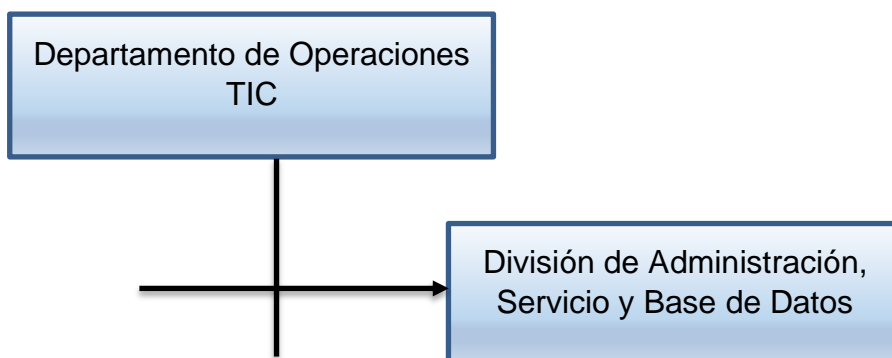 Departamento de Operaciones
TIC
División de Administración,
Servicio y Base de Datos